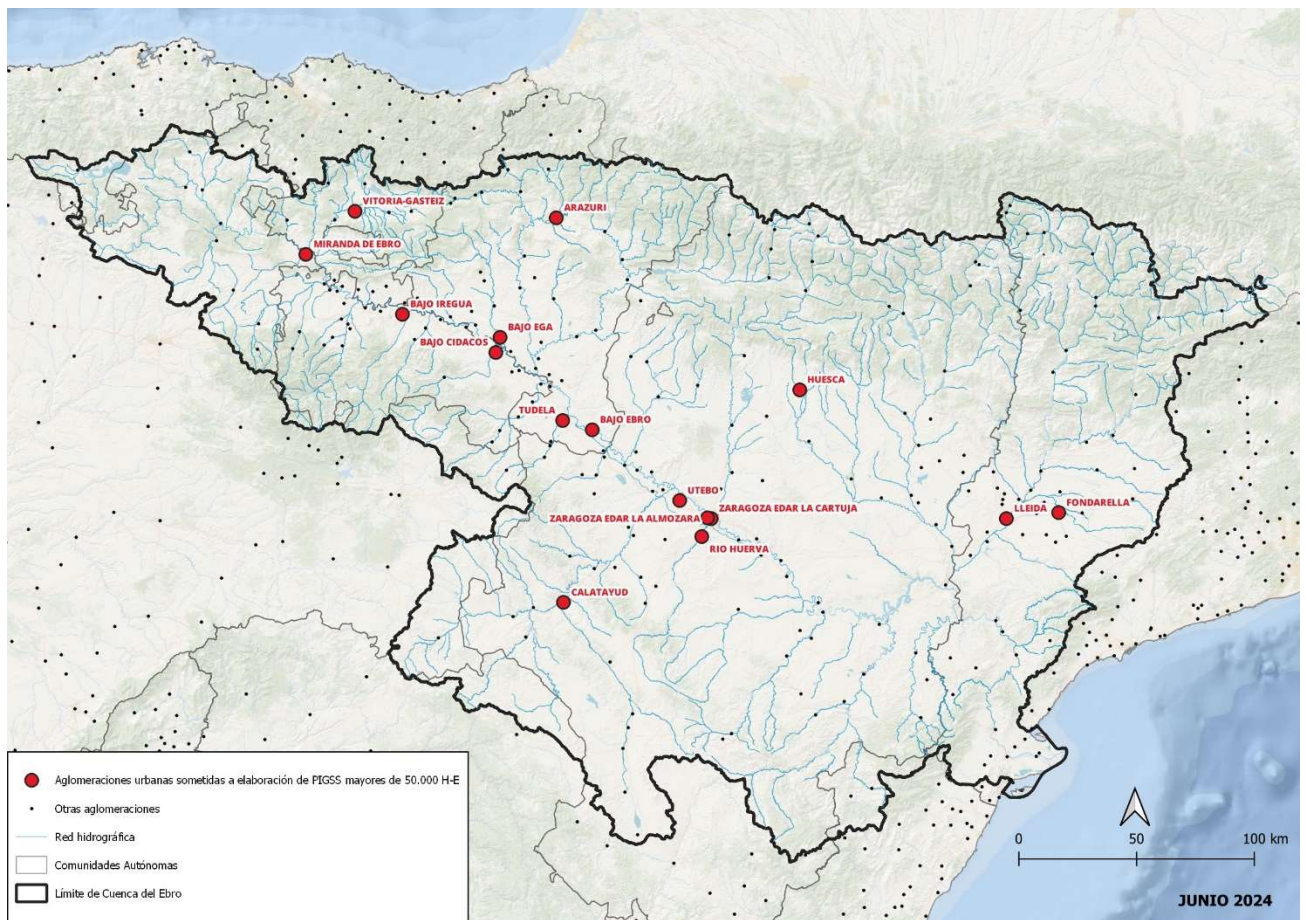 VITORIA-GASTEIZ
ARAZURI
MIRANDA DE EBRO
BAJO IREGUA
BAJO EGA
BAJO CIDACOS
HUESCA
TUDELA
BAJO EBRO
UTEBO
ZARAGOZA EDAR LA CARTUJA
ZARAGOZA EDAR LA ALMOZARA
LLEIDA
FONDARELLA
RIO HUERVA
CALATAYUD
Aglomeraciones urbanas sometidas a elaboración de PIGSS mayores de 50.000 H-E
Otras aglomeraciones
Red hidrográfica
Comunidades Autónomas
Límite de Cuenca del Ebro
0 50 100 km
JUNIO 2024